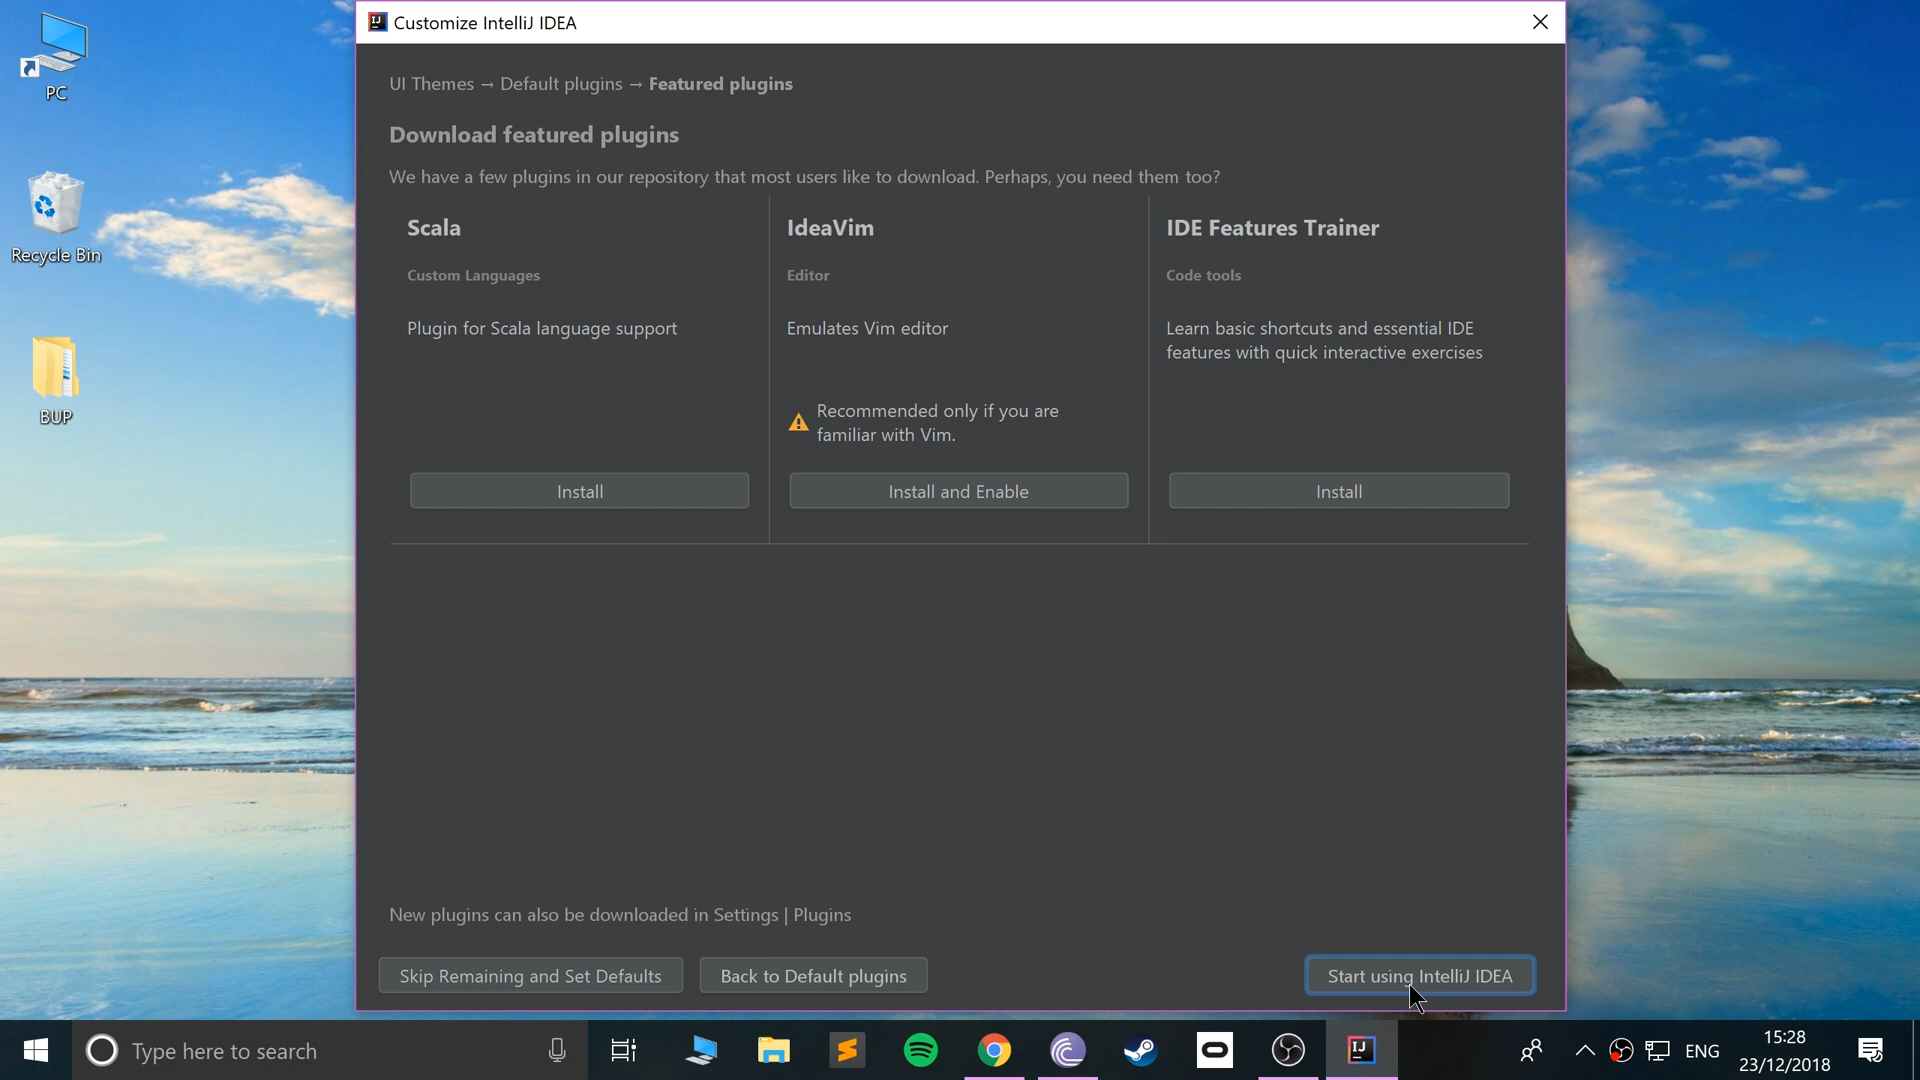 Customize IntelliJ IDEA
PC
Recycle Bin
BUP
UI Themes → Default plugins → Featured plugins
Download featured plugins
We have a few plugins in our repository that most users like to download. Perhaps, you need them too?
Scala
Custom Languages
Plugin for Scala language support
Install
IdeaVim
Editor
Emulates Vim editor
Recommended only if you are
familiar with Vim.
Install and Enable
IDE Features Trainer
Code tools
Learn basic shortcuts and essential IDE
features with quick interactive exercises
Install
New plugins can also be downloaded in Settings | Plugins
Skip Remaining and Set Defaults
Back to Default plugins
Start using IntelliJ IDEA
Type here to search
IJ
ENG
15:28
23/12/2018